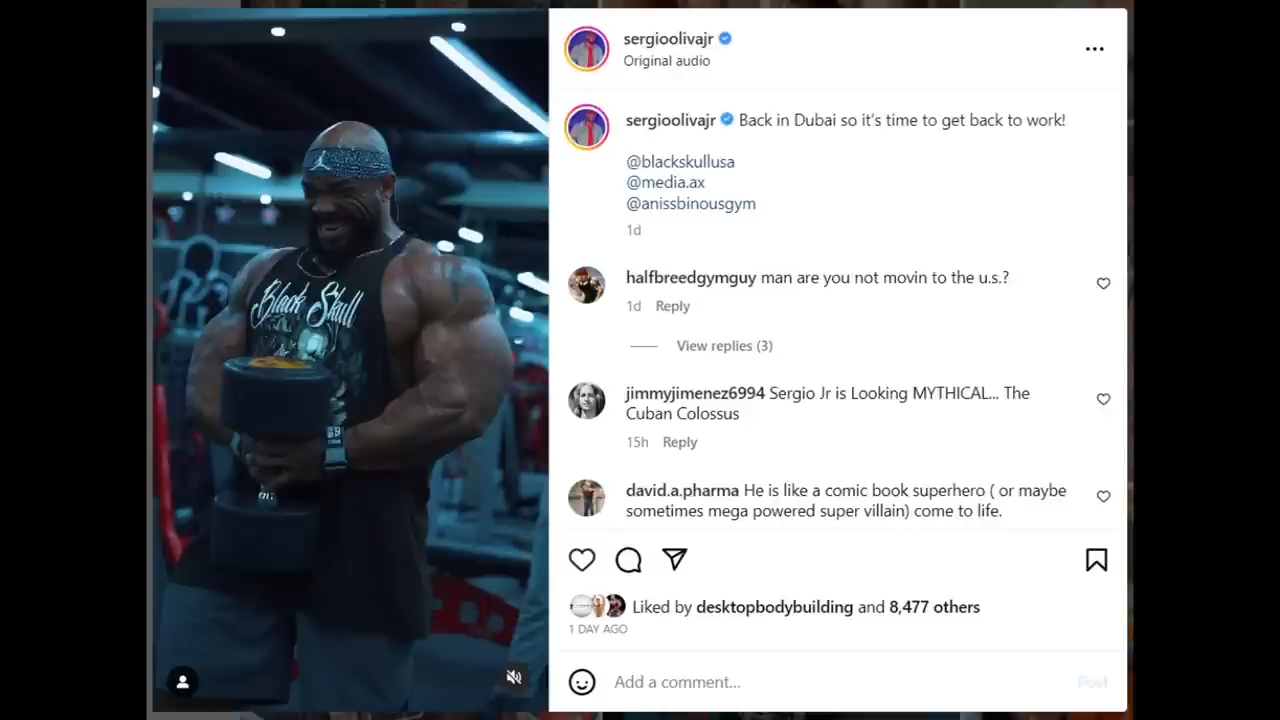 sergioolivajr
Original audio
sergioolivajr Back in Dubai so it's time to get back to work!
@blackskullusa
@media.ax
@anissbinousgym
1d
halfbreedgymguy man are you not movin to the u.s.?
1d Reply
View replies (3)
jimmyjimenez6994 Sergio Jr is Looking MYTHICAL... The
Cuban Colossus
15h Reply
david.a.pharma He is like a comic book superhero ( or maybe
sometimes mega powered super villain) come to life.
Liked by desktopbodybuilding and 8,477 others
1 DAY AGO
Add a comment...
Post
Black Skull